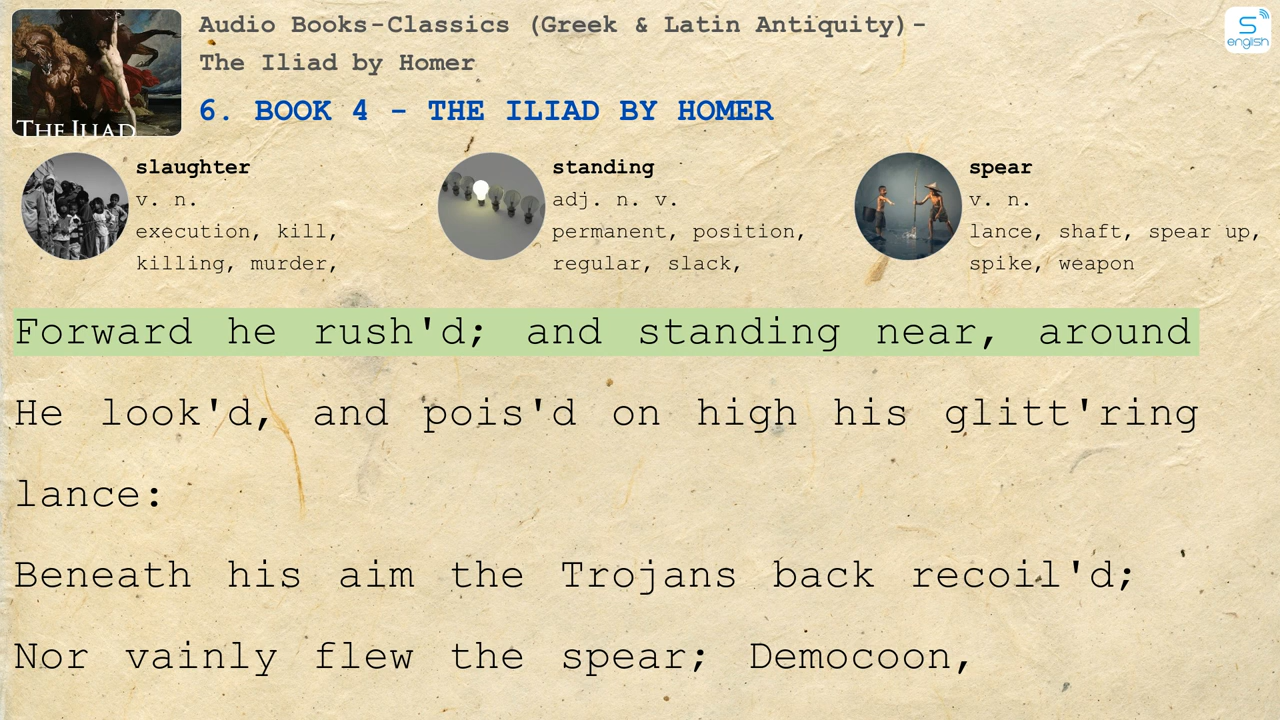 Audio Books-Classics (Greek & Latin Antiquity)-
The Iliad by Homer
6. BOOK 4 - THE ILIAD BY HOMER
THE ILIAD
S
english
slaughter
v. n.
execution, kill,
killing, murder,
standing
adj. n. v.
permanent, position,
regular, slack,
spear
v. n.
lance, shaft, spear up,
spike, weapon
Forward he rush'd; and standing near, around
He look'd, and pois'd on high his glitt'ring
lance:
Beneath his aim the Trojans back recoil'd;
Nor vainly flew the spear; Democoon,